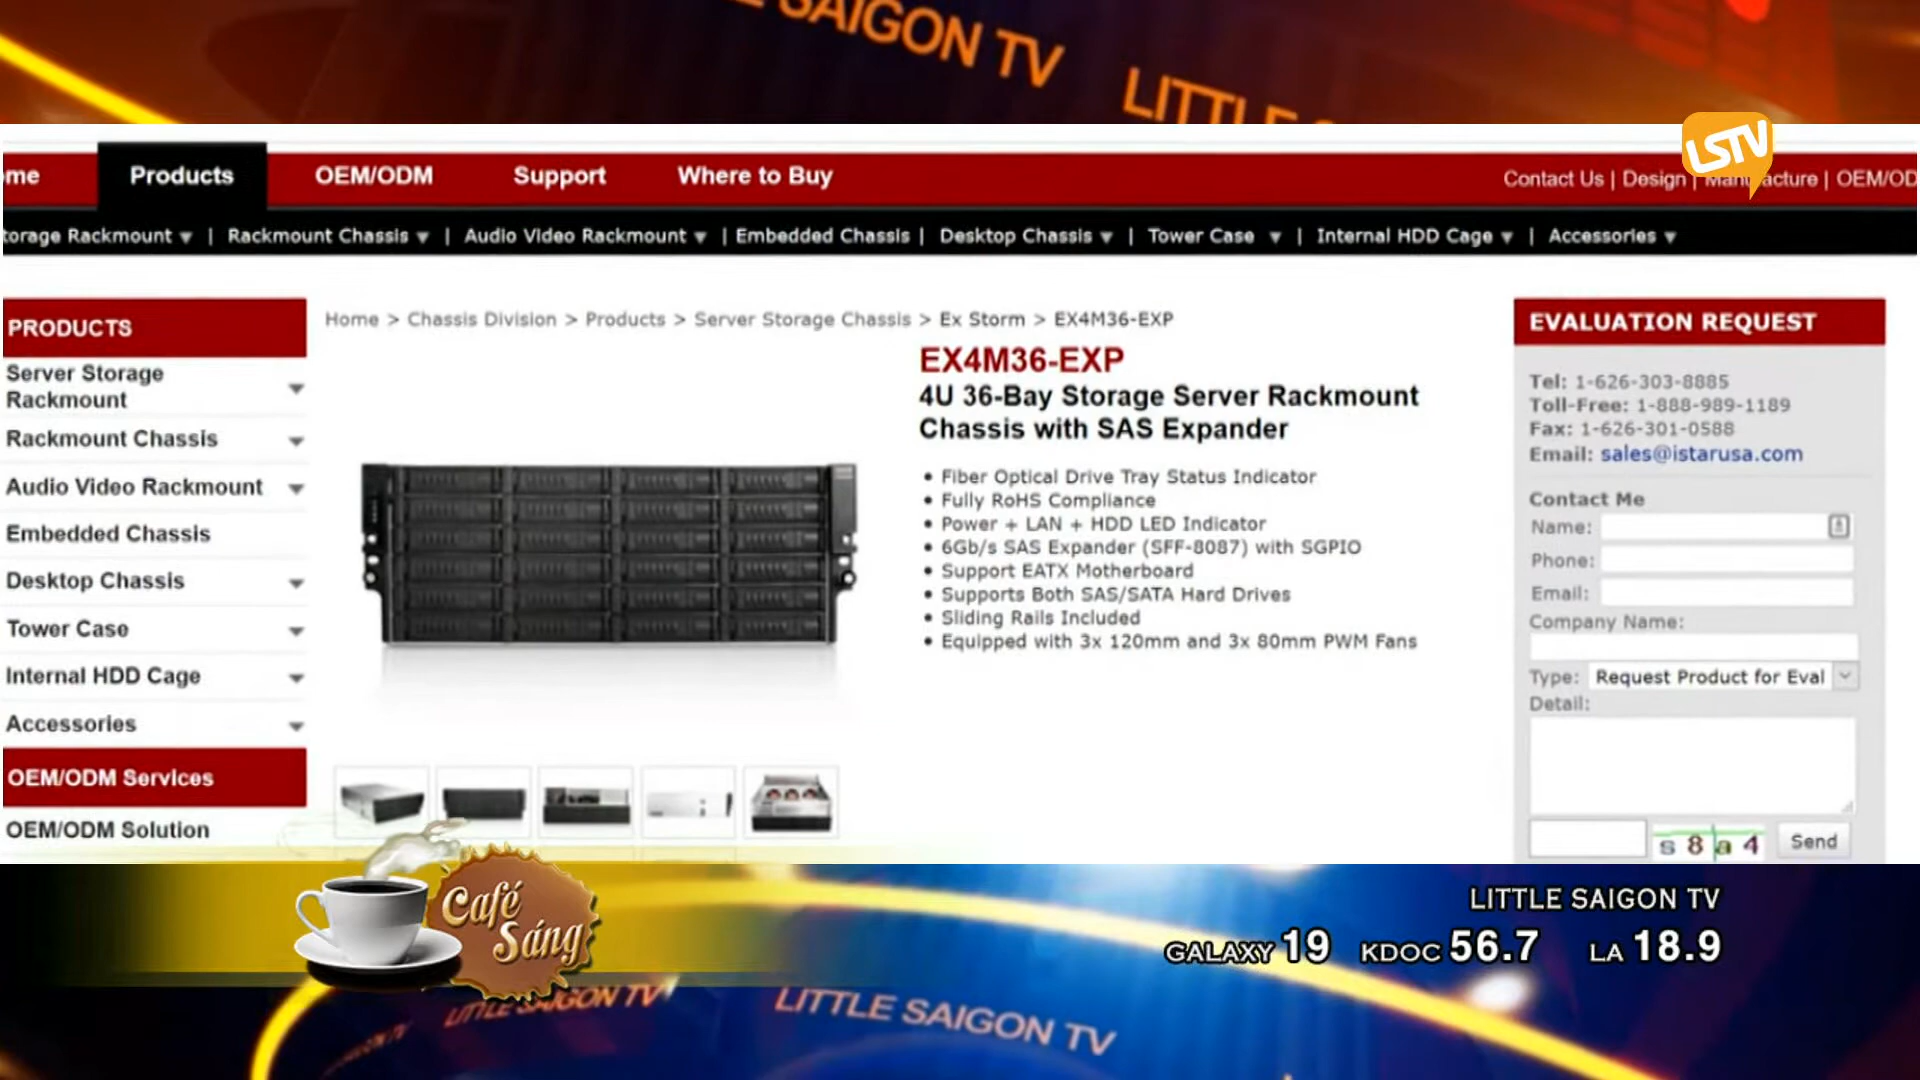 SAIGON TV
LITTLE
LSTV
Products
OEM/ODM
Support
Where to Buy
Contact Us | Design | Manufacture | OEM/OD
torage Rackmount | Rackmount Chassis | Audio Video Rackmount | Embedded Chassis | Desktop Chassis | Tower Case | Internal HDD Cage | Accessories
PRODUCTS
Server Storage
Rackmount
Rackmount Chassis
Audio Video Rackmount
Embedded Chassis
Desktop Chassis
Tower Case
Internal HDD Cage
Accessories
OEM/ODM Services
OEM/ODM Solution
Home > Chassis Division > Products > Server Storage Chassis > Ex Storm > EX4M36-EXP
EX4M36-EXP
4U 36-Bay Storage Server Rackmount
Chassis with SAS Expander
• Fiber Optical Drive Tray Status Indicator
• Fully RoHS Compliance
• Power + LAN + HDD LED Indicator
• 6Gb/s SAS Expander (SFF-8087) with SGPIO
• Support EATX Motherboard
• Supports Both SAS/SATA Hard Drives
• Sliding Rails Included
• Equipped with 3x 120mm and 3x 80mm PWM Fans
EVALUATION REQUEST
Tel: 1-626-303-8885
Toll-Free: 1-888-989-1189
Fax: 1-626-301-0588
Email: sales@istarusa.com
Contact Me
Name:
Phone:
Email:
Company Name:
Type: Request Product for Eval
Detail:
s 8 a 4
Send
Café
Sáng
LITTLE SAIGON TV
GALAXY 19 KDOC 56.7 LA 18.9
LITTLE SAIGON TV
LITTLE SAIGON TV